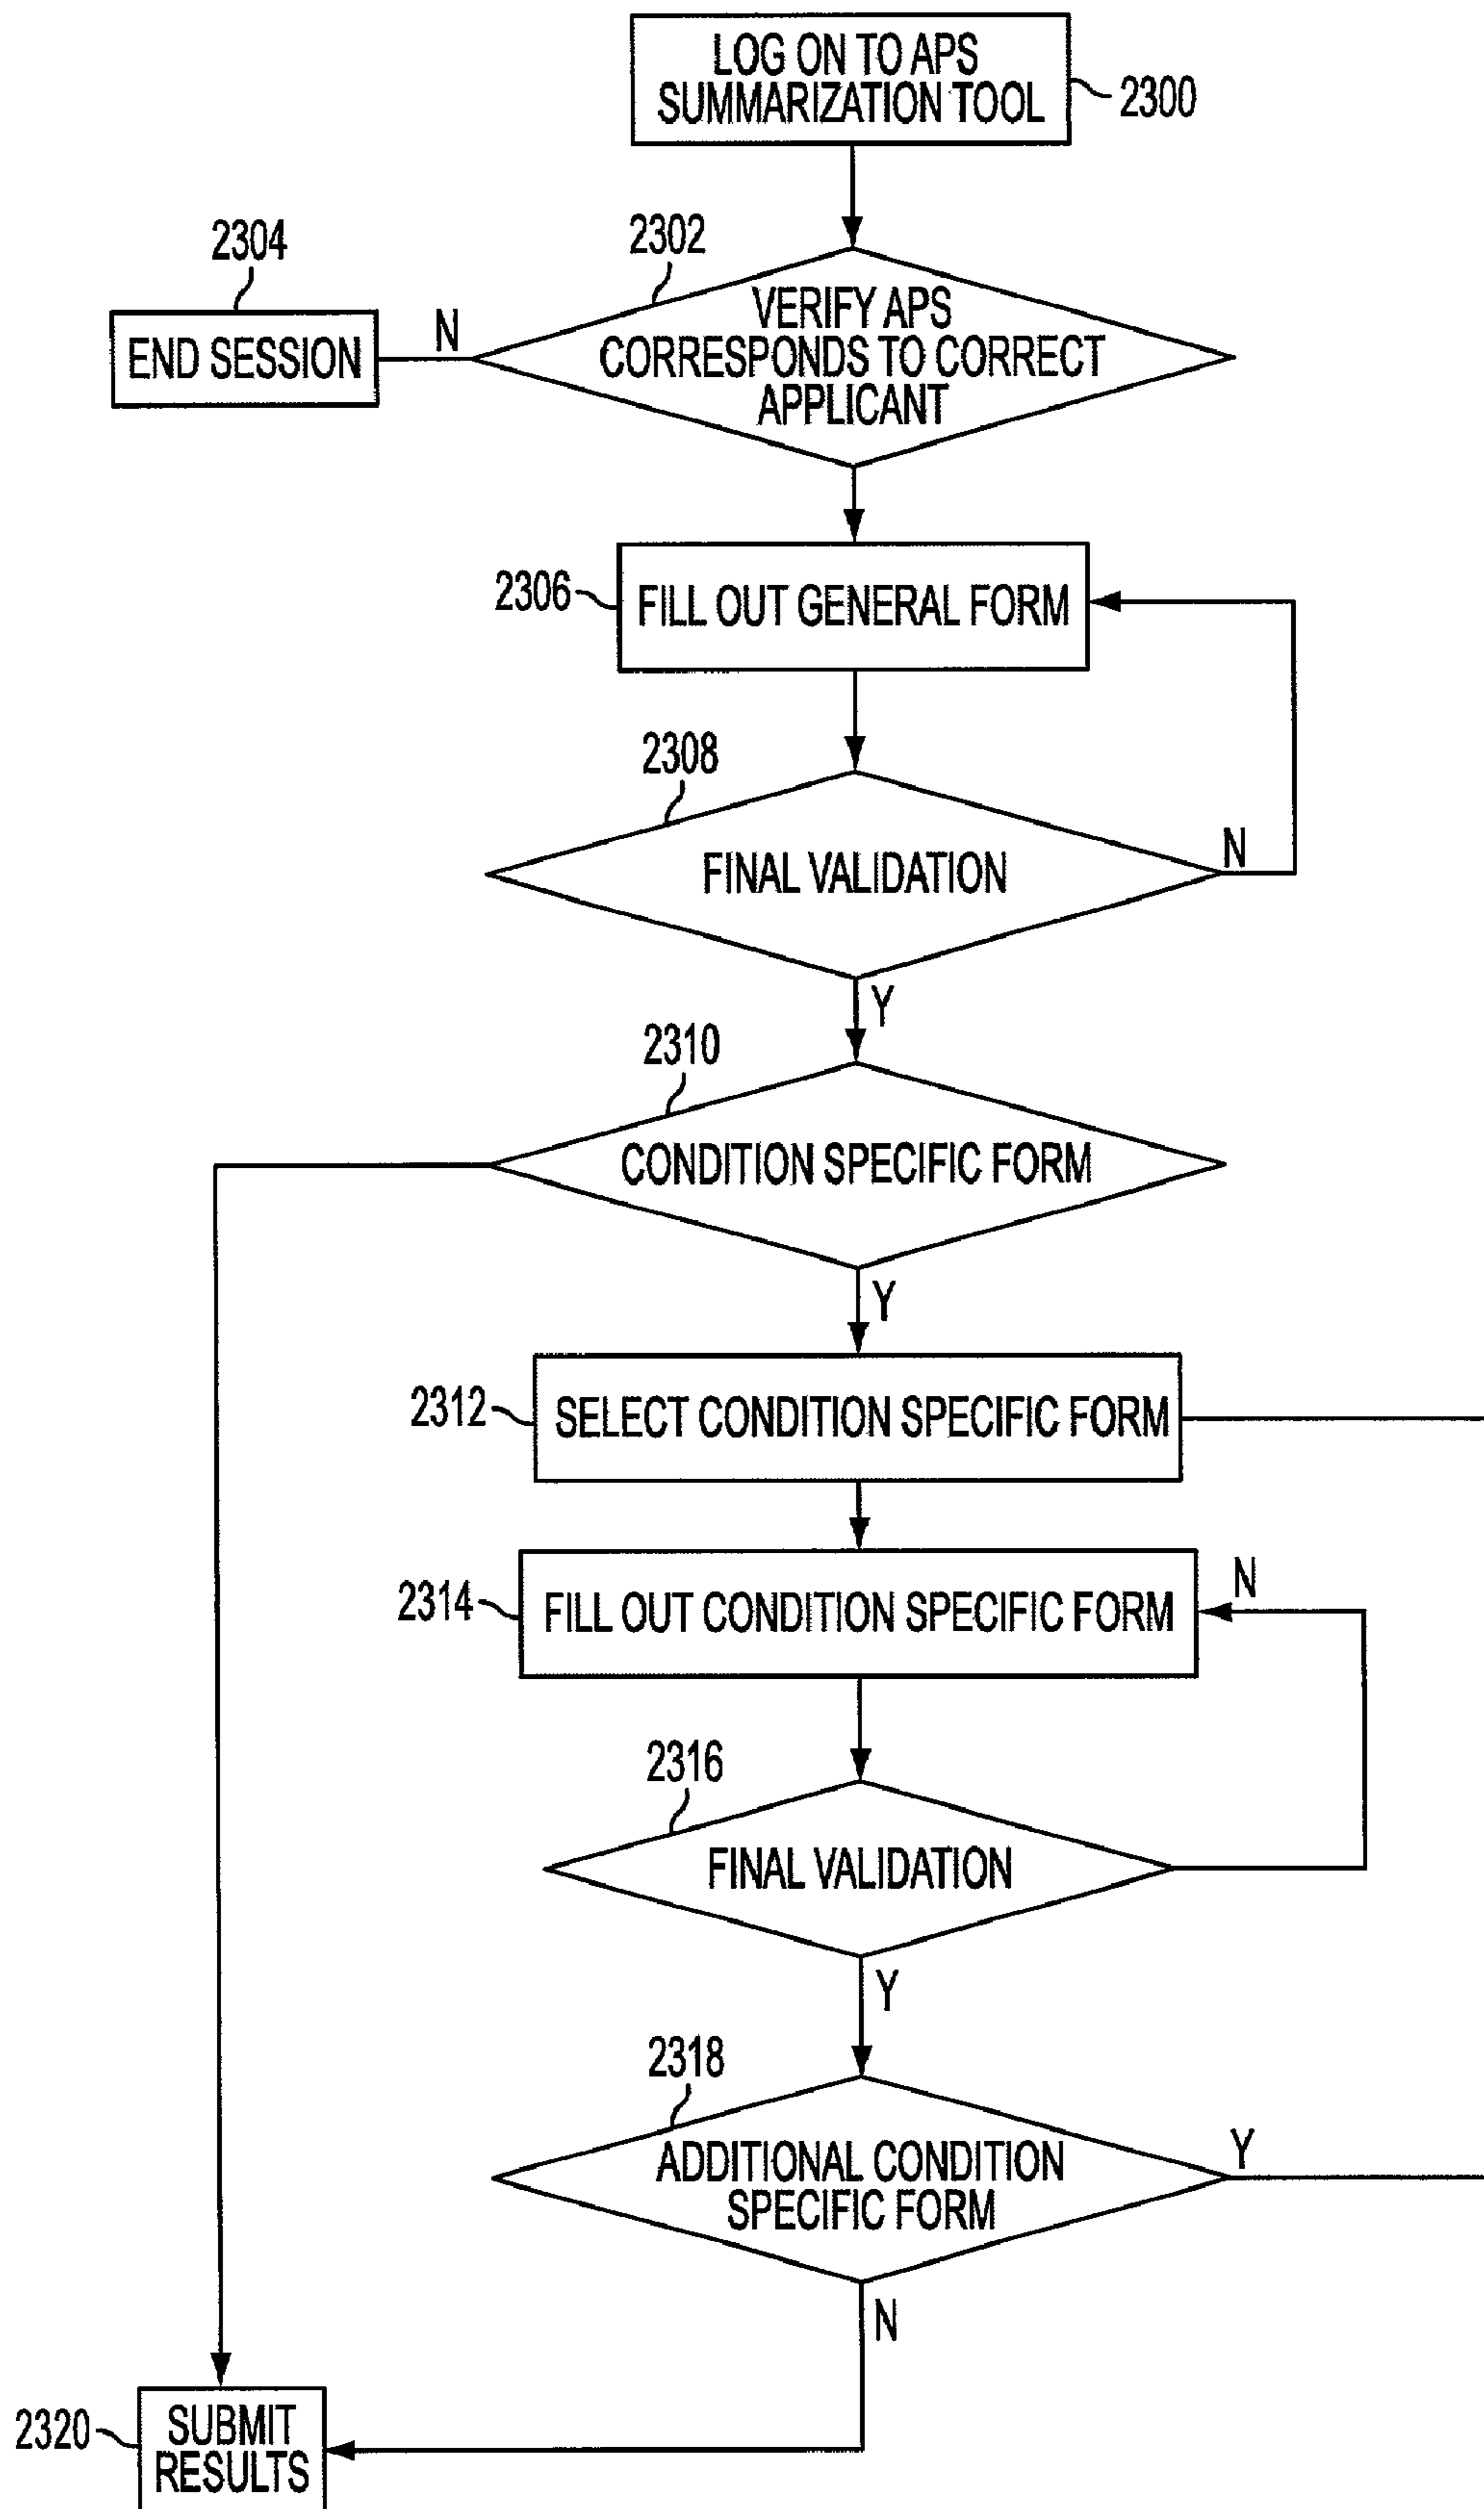 LOG ON TO APS
SUMMARIZATION TOOL
2300
2302
VERIFY APS
CORRESPONDS TO CORRECT
APPLICANT
N
2304
END SESSION
2306
FILL OUT GENERAL FORM
2308
FINAL VALIDATION
N
Y
2310
CONDITION SPECIFIC FORM
Y
2312
SELECT CONDITION SPECIFIC FORM
2314
FILL OUT CONDITION SPECIFIC FORM
N
2316
FINAL VALIDATION
Y
2318
ADDITIONAL CONDITION
SPECIFIC FORM
Y
N
2320
SUBMIT
RESULTS